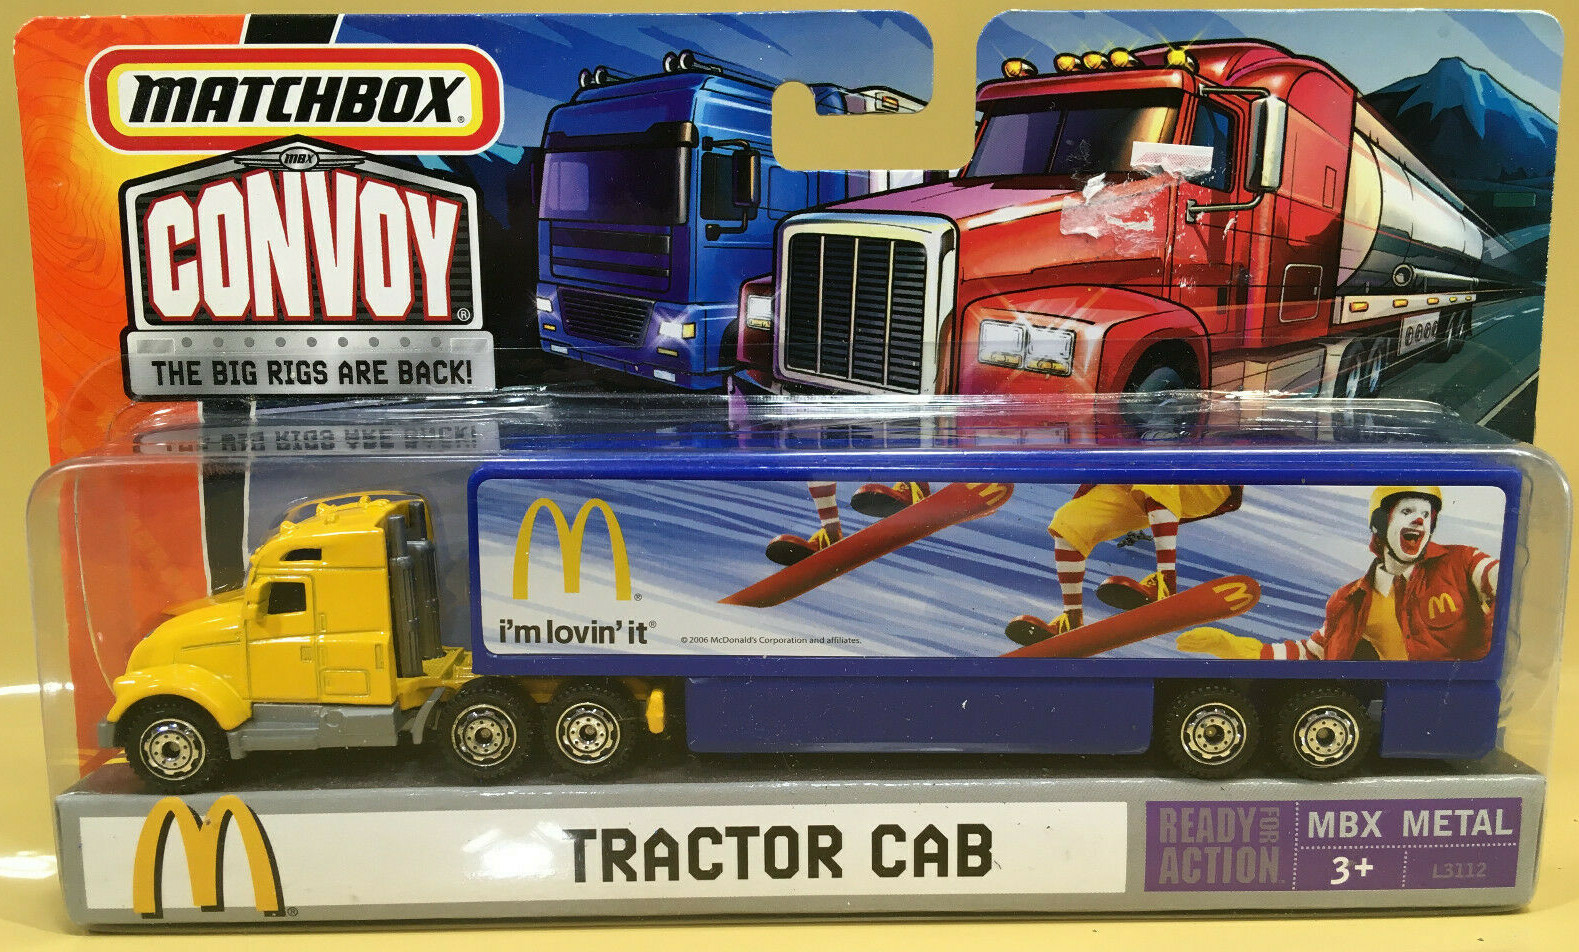 MATCHBOX®
MBX
CONVOY®
THE BIG RIGS ARE BACK!
M
i'm lovin' it®
© 2006 McDonald's Corporation and affiliates.
M
M
M
M®
TRACTOR CAB
READY FOR ACTION™
MBX METAL
3+
L3112